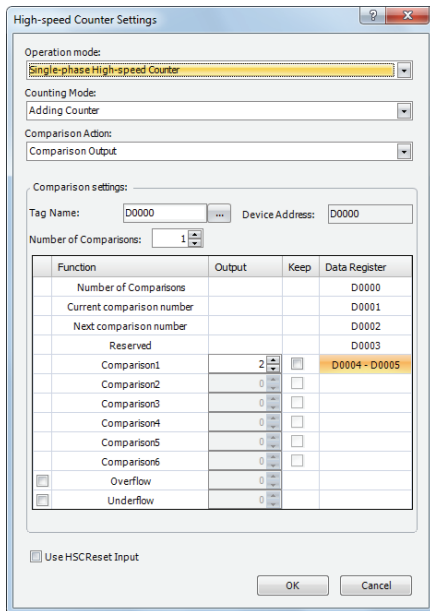 High-speed Counter Settings
Operation mode:
Single-phase High-speed Counter
Counting Mode:
Adding Counter
Comparison Action:
Comparison Output
Comparison settings:
Tag Name: D0000 ... Device Address: D0000
Number of Comparisons: 1
Function Output Keep Data Register
Number of Comparisons D0000
Current comparison number D0001
Next comparison number D0002
Reserved D0003
Comparison1 2 D0004 - D0005
Comparison2 0
Comparison3 0
Comparison4 0
Comparison5 0
Comparison6 0
Overflow 0
Underflow 0
Use HSCReset Input
OK Cancel